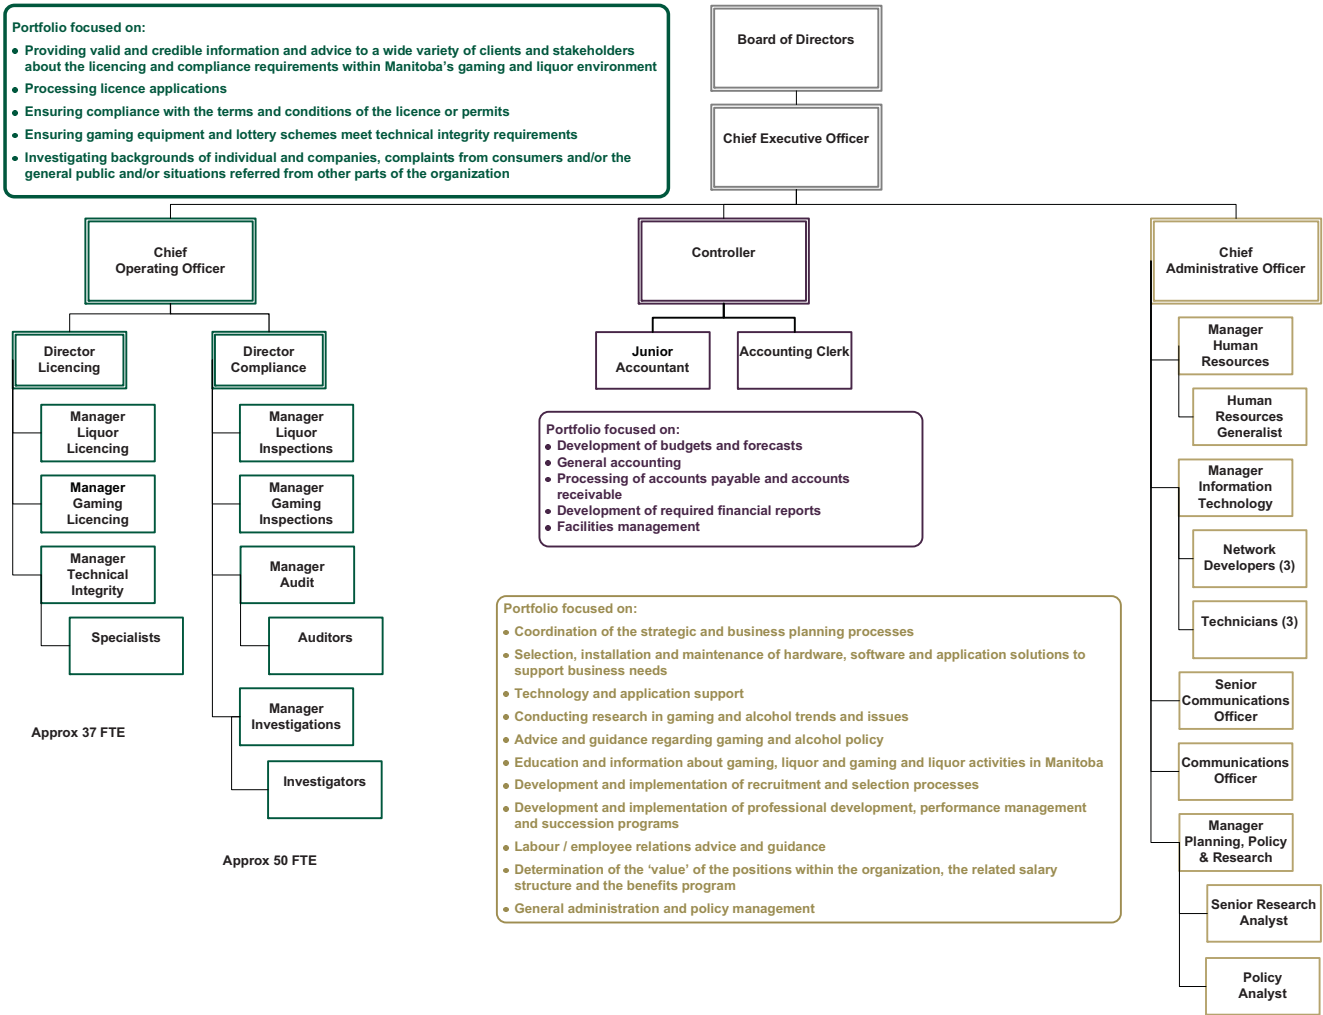 Portfolio focused on:
• Providing valid and credible information and advice to a wide variety of clients and stakeholders
about the licencing and compliance requirements within Manitoba's gaming and liquor environment
• Processing licence applications
• Ensuring compliance with the terms and conditions of the licence or permits
• Ensuring gaming equipment and lottery schemes meet technical integrity requirements
• Investigating backgrounds of individual and companies, complaints from consumers and/or the
general public and/or situations referred from other parts of the organization
Board of Directors
Chief Executive Officer
Chief
Operating Officer
Controller
Chief
Administrative Officer
Director
Licencing
Manager
Liquor
Licencing
Manager
Gaming
Licencing
Manager
Technical
Integrity
Specialists
Approx 37 FTE
Director
Compliance
Manager
Liquor
Inspections
Manager
Gaming
Inspections
Manager
Audit
Auditors
Manager
Investigations
Investigators
Approx 50 FTE
Junior
Accountant
Accounting Clerk
Portfolio focused on:
• Development of budgets and forecasts
• General accounting
• Processing of accounts payable and accounts
receivable
• Development of required financial reports
• Facilities management
Portfolio focused on:
• Coordination of the strategic and business planning processes
• Selection, installation and maintenance of hardware, software and application solutions to
support business needs
• Technology and application support
• Conducting research in gaming and alcohol trends and issues
• Advice and guidance regarding gaming and alcohol policy
• Education and information about gaming, liquor and gaming and liquor activities in Manitoba
• Development and implementation of recruitment and selection processes
• Development and implementation of professional development, performance management
and succession programs
• Labour / employee relations advice and guidance
• Determination of the ‘value’ of the positions within the organization, the related salary
structure and the benefits program
• General administration and policy management
Manager
Human
Resources
Human
Resources
Generalist
Manager
Information
Technology
Network
Developers (3)
Technicians (3)
Senior
Communications
Officer
Communications
Officer
Manager
Planning, Policy
& Research
Senior Research
Analyst
Policy
Analyst